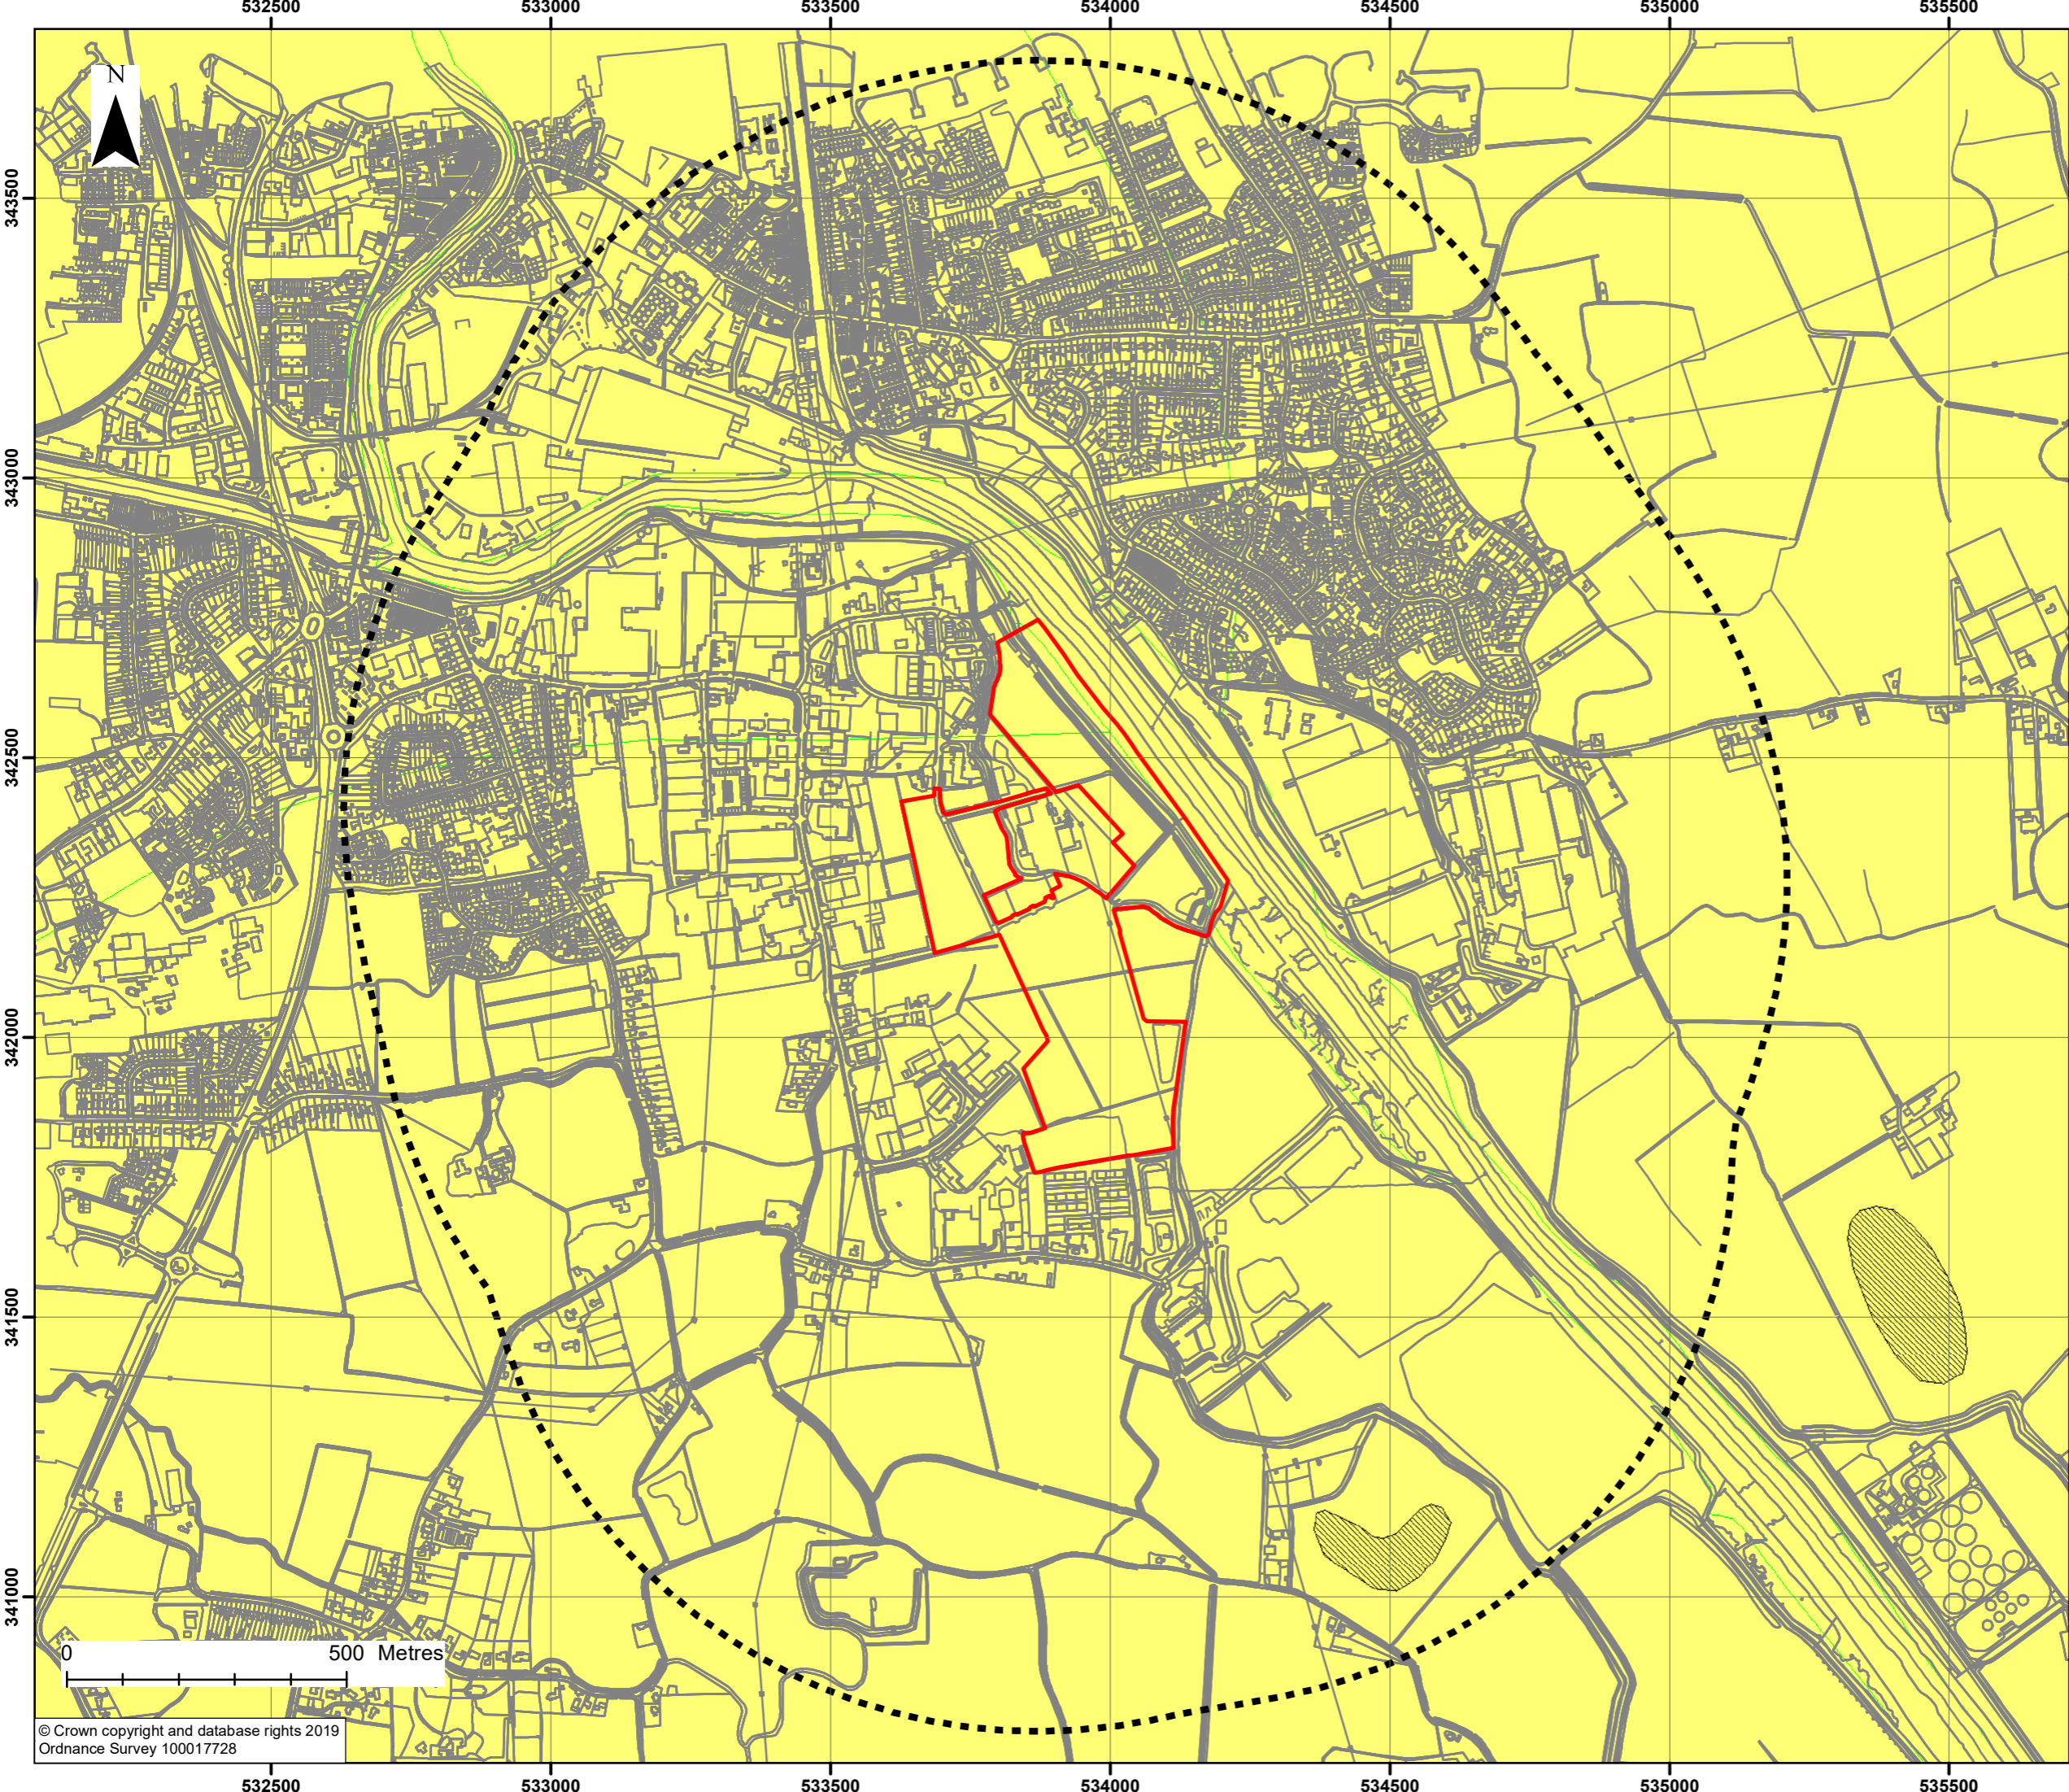 532500 533000 533500 534000 534500 535000 535500
N
343500
343000
342500
342000
341500
341000
0 500 Metres
© Crown copyright and database rights 2019
Ordnance Survey 100017728
532500 533000 533500 534000 534500 535000 535500